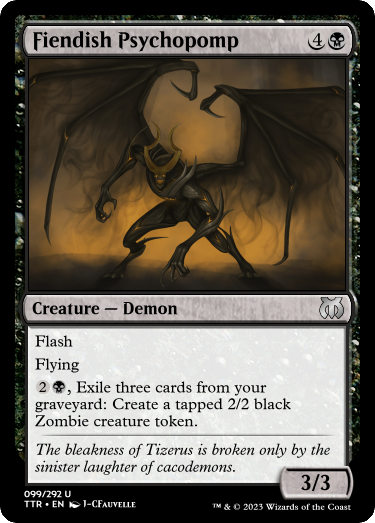 Fiendish Psychopomp 4
Creature — Demon
Flash
Flying
2, Exile three cards from your
graveyard: Create a tapped 2/2 black
Zombie creature token.
The bleakness of Tizerus is broken only by the
sinister laughter of cacodemons.
3/3
099/292 U
TTR • EN J-CFauvelle
™ & © 2023 Wizards of the Coast